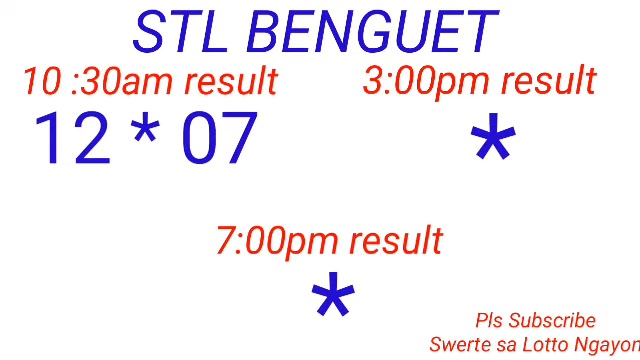 STL BENGUET
10 :30am result
3:00pm result
12 * 07
*
7:00pm result
*
Pls Subscribe
Swerte sa Lotto Ngayon